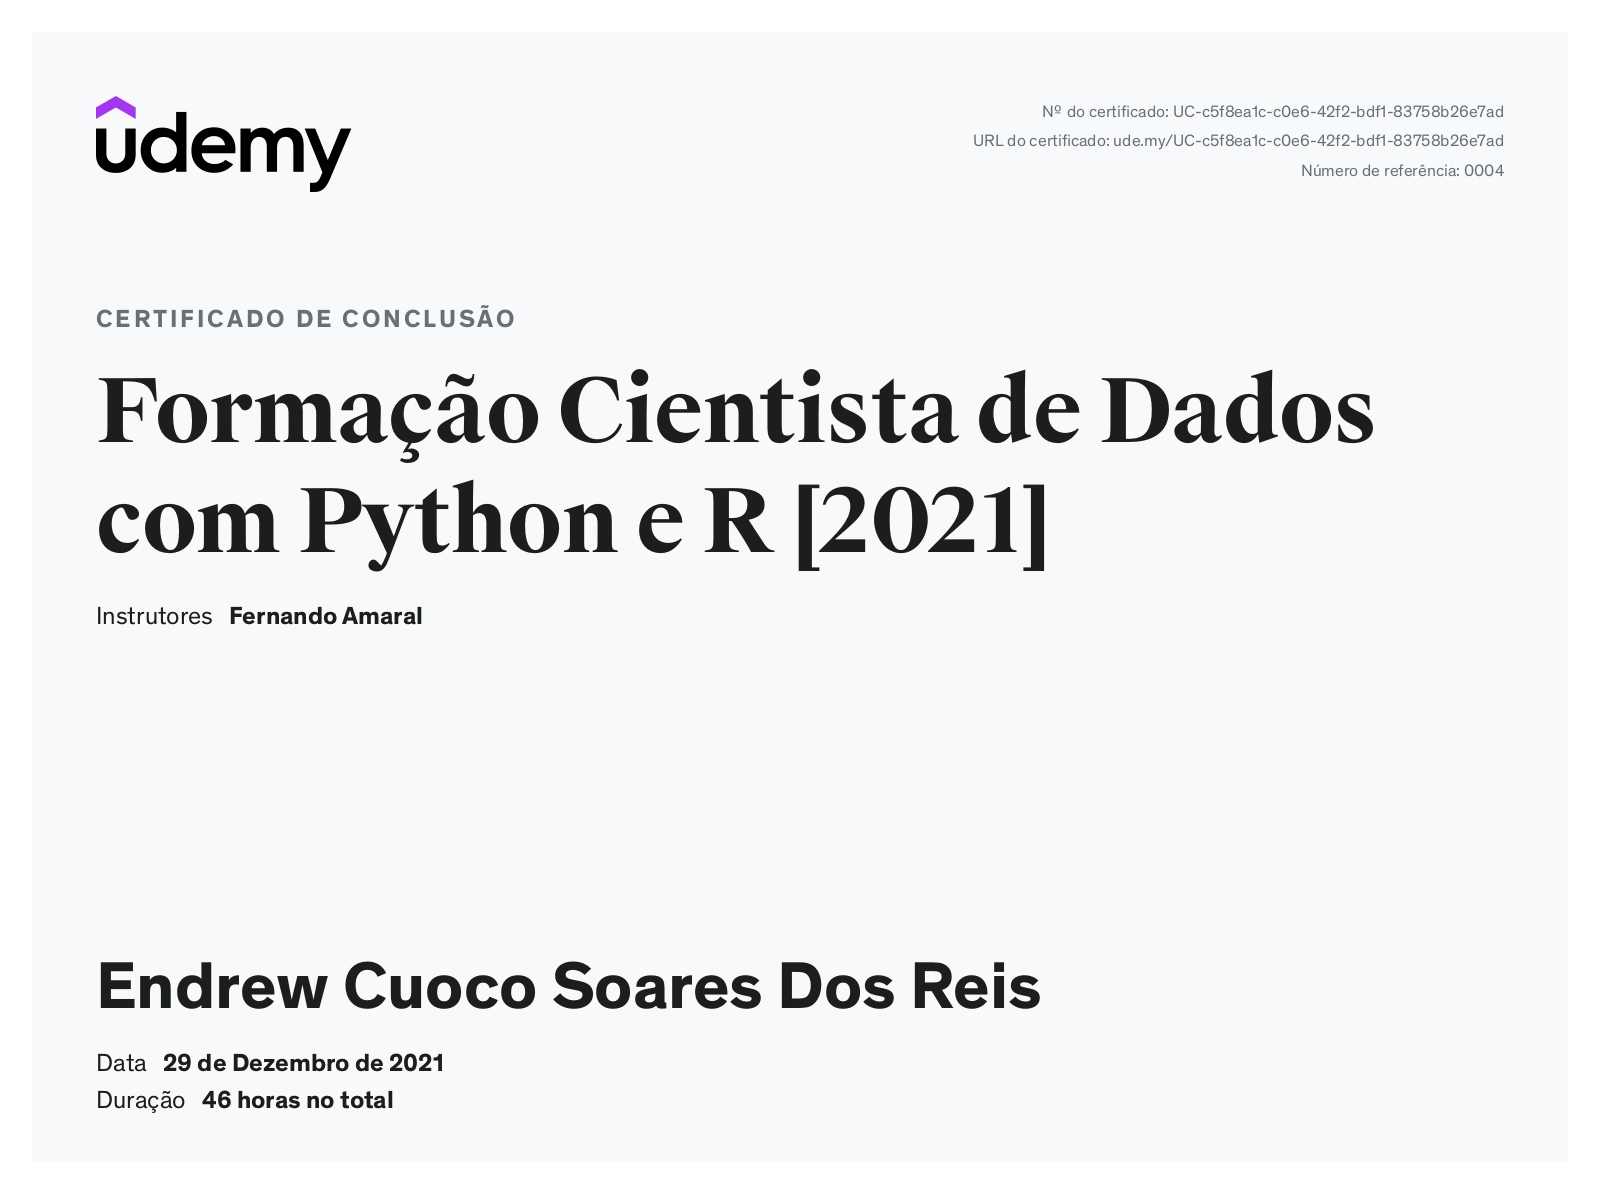 udemy
Nº do certificado: UC-c5f8ea1c-c0e6-42f2-bdf1-83758b26e7ad
URL do certificado: ude.my/UC-c5f8ea1c-c0e6-42f2-bdf1-83758b26e7ad
Número de referência: 0004
CERTIFICADO DE CONCLUSÃO
Formação Cientista de Dados
com Python e R [2021]
Instrutores Fernando Amaral
Endrew Cuoco Soares Dos Reis
Data 29 de Dezembro de 2021
Duração 46 horas no total